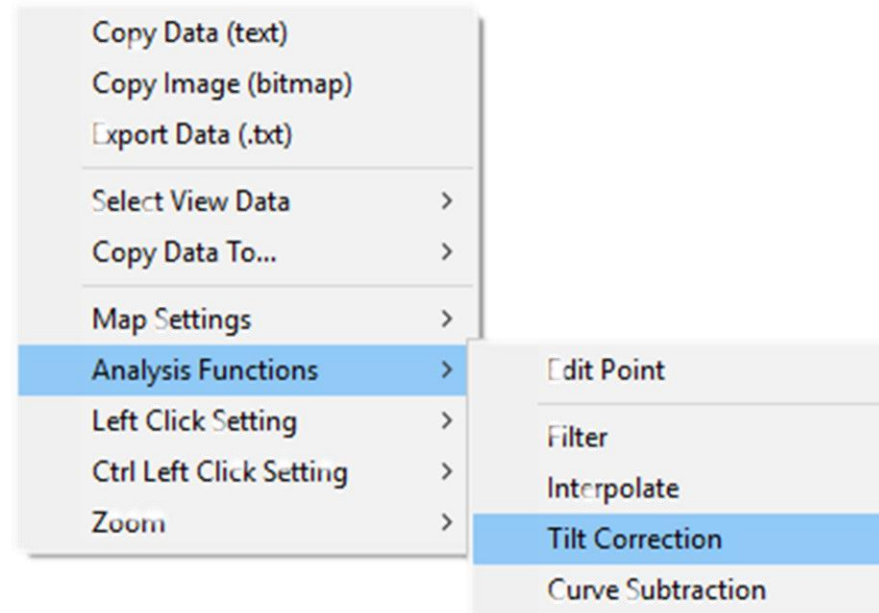 Copy Data (text)
Copy Image (bitmap)
Export Data (.txt)
Select View Data
Copy Data To...
Map Settings
Analysis Functions
Left Click Setting
Ctrl Left Click Setting
Zoom
Edit Point
Filter
Interpolate
Tilt Correction
Curve Subtraction